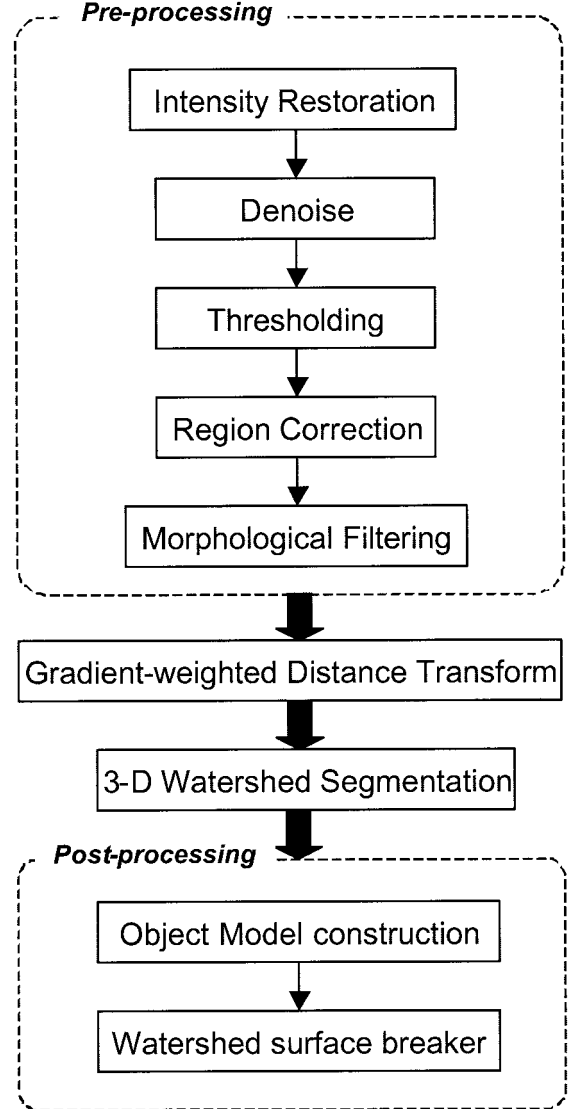 Pre-processing
Intensity Restoration
Denoise
Thresholding
Region Correction
Morphological Filtering
Gradient-weighted Distance Transform
3-D Watershed Segmentation
Post-processing
Object Model construction
Watershed surface breaker